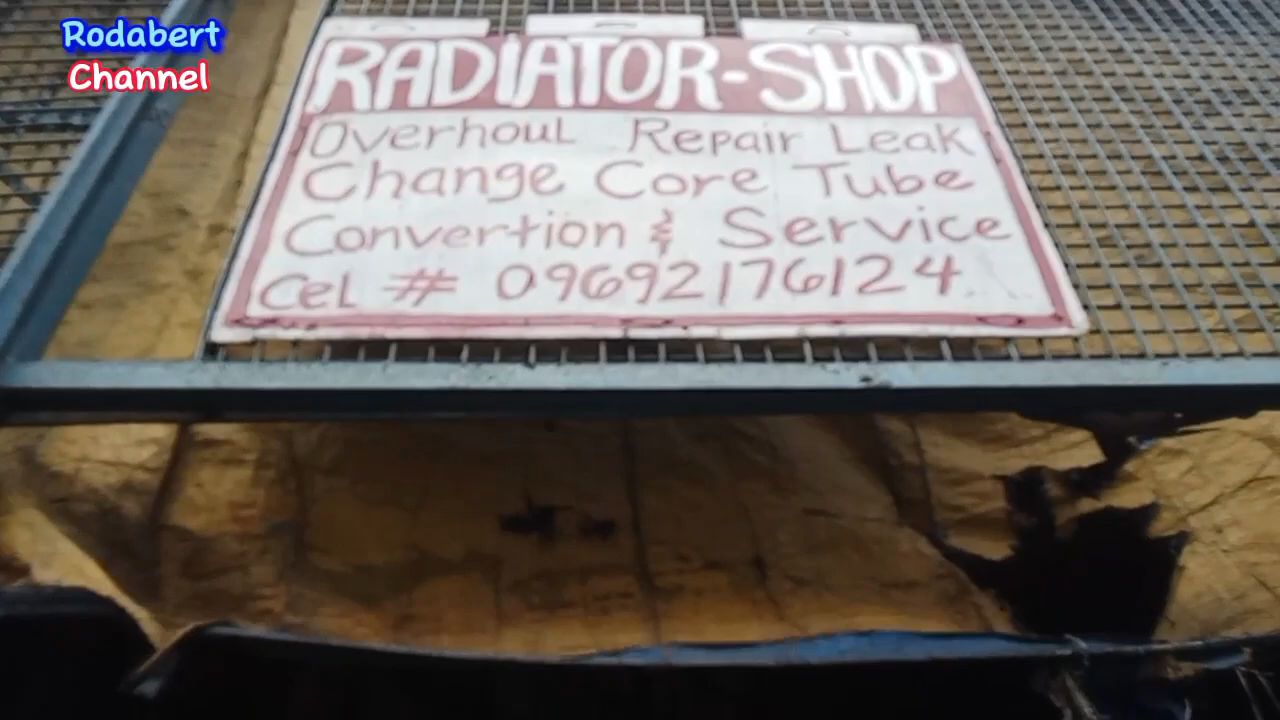 Rodabert
Channel
RADIATOR-SHOP
Overhoul Repair Leak
Change Core Tube
Convertion & Service
Cel # 09692176124